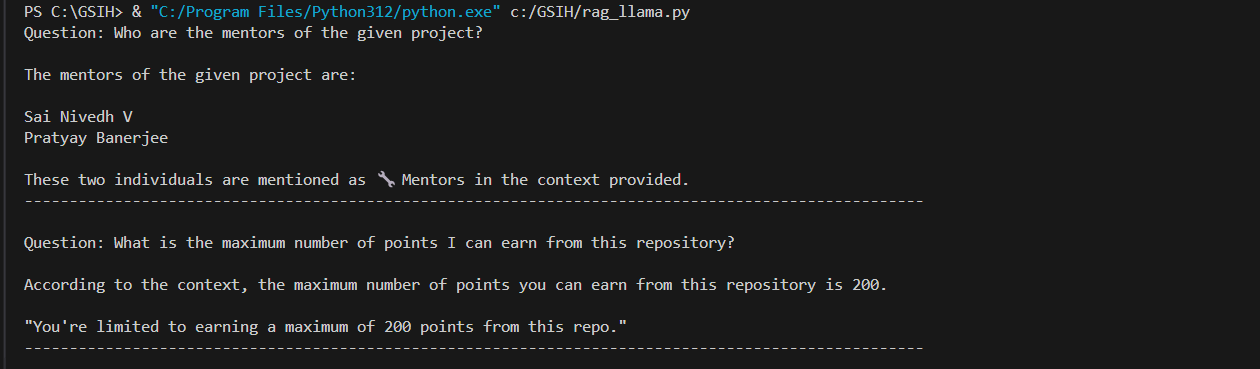 PS C:\GSIH> & "C:/Program Files/Python312/python.exe" c:/GSIH/rag_llama.py
Question: Who are the mentors of the given project?
The mentors of the given project are:
Sai Nivedh V
Pratyay Banerjee
These two individuals are mentioned as 🔧 Mentors in the context provided.
----------------------------------------------------------------------------------------------------
Question: What is the maximum number of points I can earn from this repository?
According to the context, the maximum number of points you can earn from this repository is 200.
"You're limited to earning a maximum of 200 points from this repo."
----------------------------------------------------------------------------------------------------